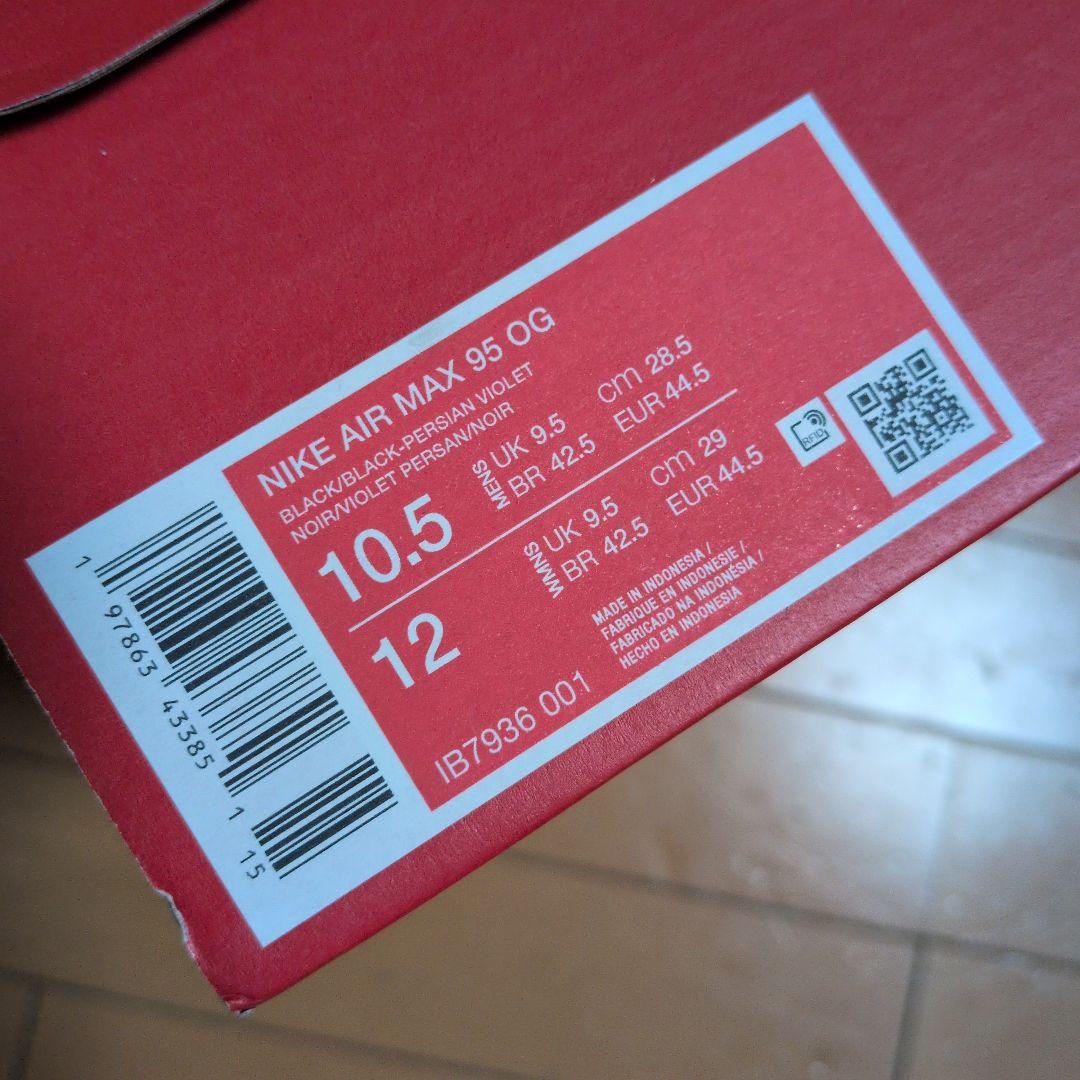 NIKE AIR MAX 95 OG
BLACK/BLACK-PERSIAN VIOLET
NOIR/VIOLET PERSAN/NOIR
10.5
MENS
UK 9.5 cm 28.5
BR 42.5 EUR 44.5
12
WMNS
UK 9.5 cm 29
BR 42.5 EUR 44.5
MADE IN INDONESIA /
FABRIQUE EN INDONESIE /
FABRICADO NA INDONÉSIA /
HECHO EN INDONESIA
IB7936 001
RFID
1 97863 43385 1 15